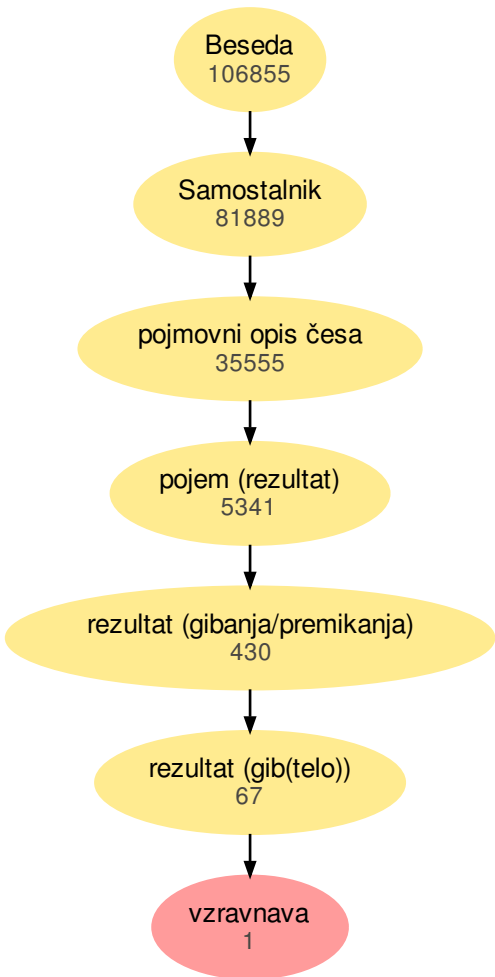 Beseda
106855
Samostalnik
81889
pojmovni opis česa
35555
pojem (rezultat)
5341
rezultat (gibanja/premikanja)
430
rezultat (gib(telo))
67
vzravnava
1